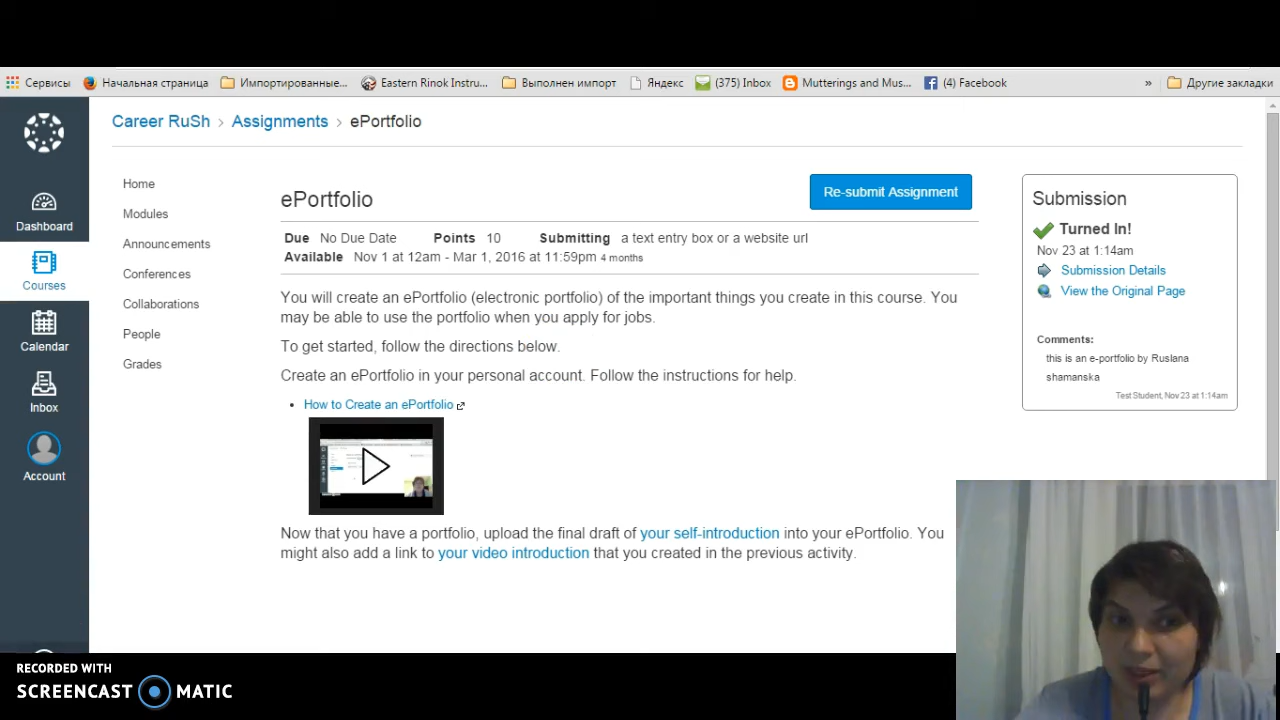 Сервисы Начальная страница Импортированные... Eastern Rinok Instru... Выполнен импорт Яндекс (375) Inbox Mutterings and Mus... (4) Facebook » Другие закладки
Career RuSh > Assignments > ePortfolio
Dashboard
Courses
Calendar
Inbox
Account
Home
Modules
Announcements
Conferences
Collaborations
People
Grades
ePortfolio
Re-submit Assignment
Due No Due Date Points 10 Submitting a text entry box or a website url
Available Nov 1 at 12am - Mar 1, 2016 at 11:59pm 4 months
You will create an ePortfolio (electronic portfolio) of the important things you create in this course. You
may be able to use the portfolio when you apply for jobs.
To get started, follow the directions below.
Create an ePortfolio in your personal account. Follow the instructions for help.
• How to Create an ePortfolio
Now that you have a portfolio, upload the final draft of your self-introduction into your ePortfolio. You
might also add a link to your video introduction that you created in the previous activity.
Submission
Turned In!
Nov 23 at 1:14am
Submission Details
View the Original Page
Comments:
this is an e-portfolio by Ruslana
shamanska
Test Student, Nov 23 at 1:14am
RECORDED WITH
SCREENCAST MATIC